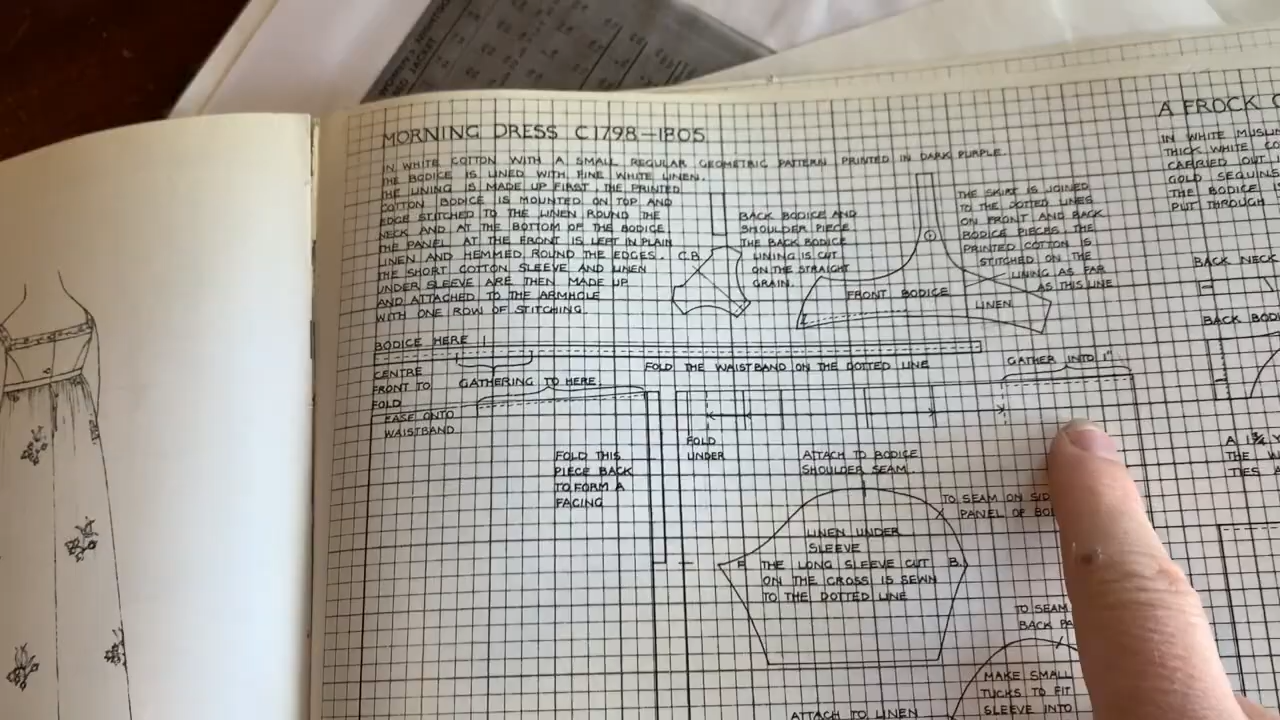 MORNING DRESS C1798-1805
IN WHITE COTTON WITH A SMALL REGULAR GEOMETRIC PATTERN PRINTED IN DARK PURPLE.
THE BODICE IS LINED WITH FINE WHITE LINEN.
THE LINING IS MADE UP FIRST. THE PRINTED
COTTON BODICE IS MOUNTED ON TOP AND
EDGE STITCHED TO THE LINEN ROUND THE
NECK AND AT THE BOTTOM OF THE BODICE
THE PANEL AT THE FRONT IS LEFT IN PLAIN
LINEN AND HEMMED ROUND THE EDGES.
THE SHORT COTTON SLEEVE AND LINEN
UNDER SLEEVE ARE THEN MADE UP
AND ATTACHED TO THE ARMHOLE
WITH ONE ROW OF STITCHING.
C.B.
BACK BODICE AND
SHOULDER PIECE.
THE BACK BODICE
LINING IS CUT
ON THE STRAIGHT
GRAIN.
THE SKIRT IS JOINED
TO THE DOTTED LINES
ON FRONT AND BACK
BODICE PIECES. THE
PRINTED COTTON IS
STITCHED ON THE
LINING AS FAR
AS THIS LINE
FRONT BODICE
LINEN
BODICE HERE
CENTRE
FRONT TO
FOLD
GATHERING TO HERE.
FOLD THE WAISTBAND ON THE DOTTED LINE
GATHER INTO 1"
EASE ONTO
WAISTBAND
FOLD THIS
PIECE BACK
TO FORM A
FACING
FOLD
UNDER
ATTACH TO BODICE
SHOULDER SEAM.
TO SEAM ON SID
PANEL OF BO
LINEN UNDER
SLEEVE
THE LONG SLEEVE CUT
ON THE CROSS IS SEWN
TO THE DOTTED LINE
B.
TO SEAM
BACK PA
MAKE SMALL
TUCKS TO FIT
SLEEVE INTO
ATTACH TO LINEN
A FROCK
IN WHITE MUSLI
THICK WHITE CO
CARRIED OUT
GOLD SEQUINS
THE BODICE
PUT THROUGH
BACK NECK
BACK BODI
A 1¾ Y
THE W
TIES A